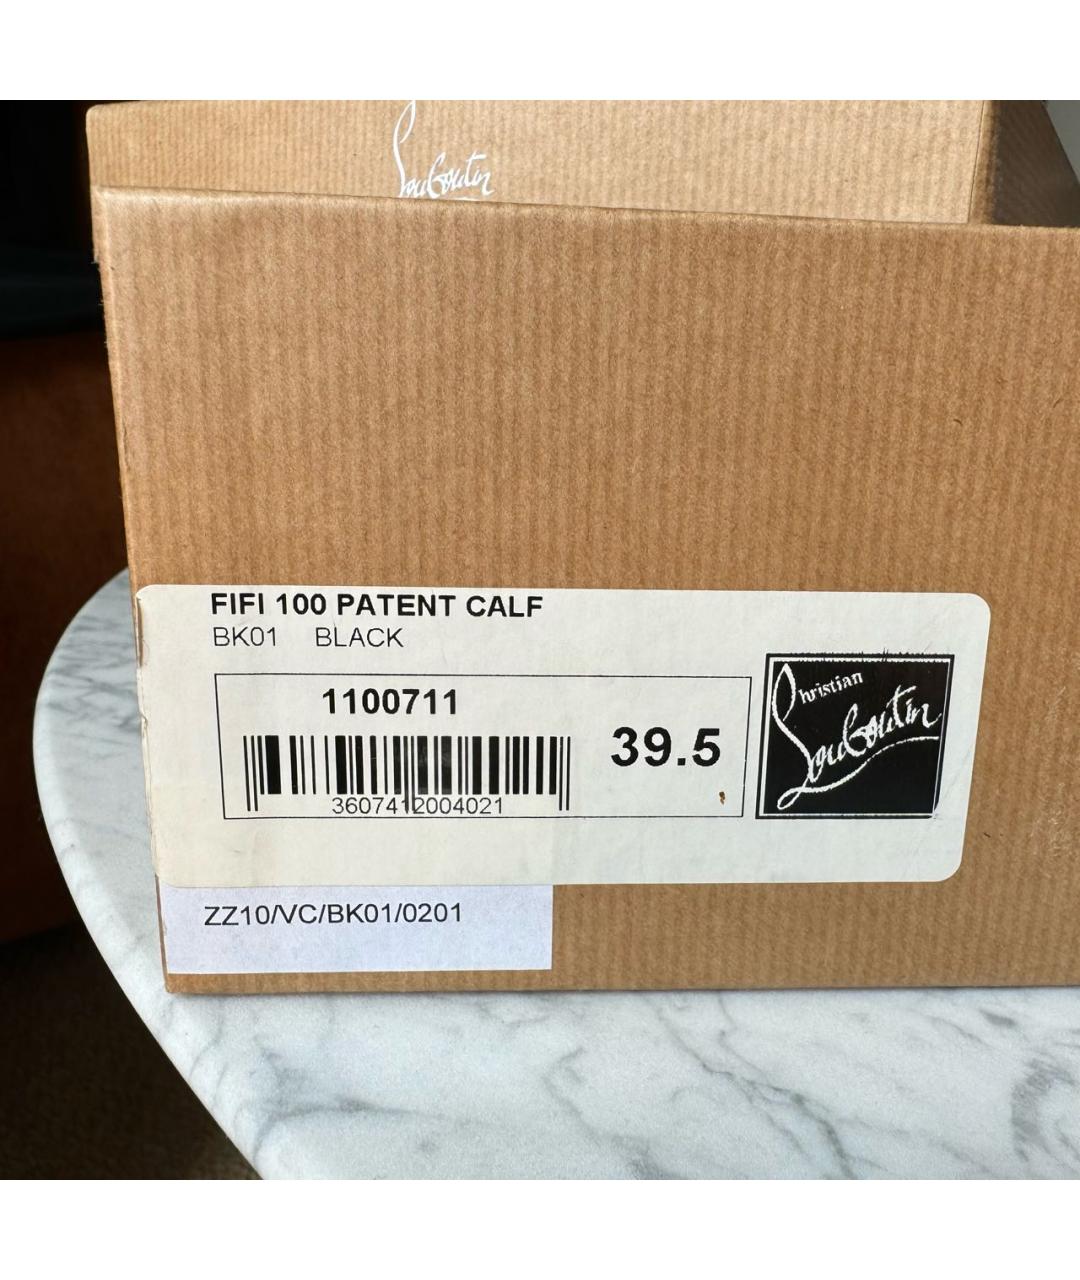 Louboutin
FIFI 100 PATENT CALF
BK01 BLACK
1100711
39.5
3607412004021
Christian
Louboutin
ZZ10/VC/BK01/0201